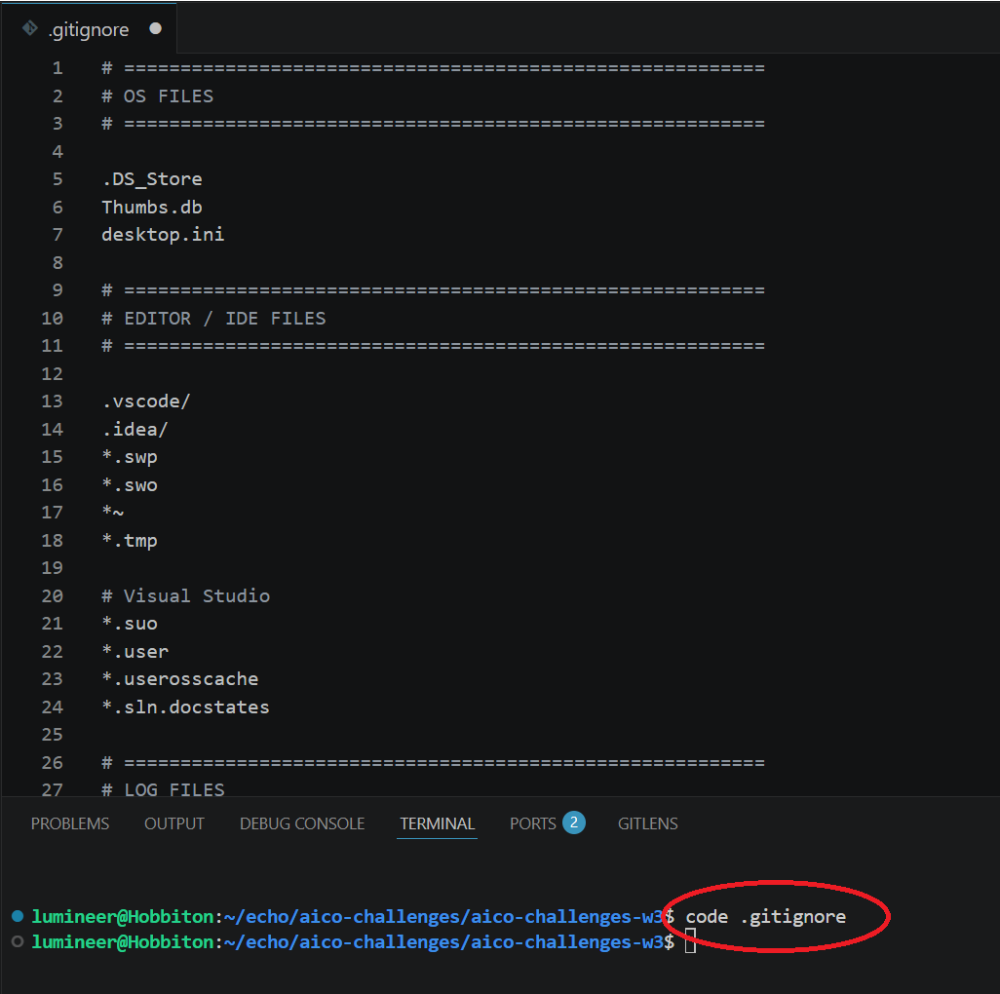 .gitignore
1 # =========================================================
2 # OS FILES
3 # =========================================================
4
5 .DS_Store
6 Thumbs.db
7 desktop.ini
8
9 # =========================================================
10 # EDITOR / IDE FILES
11 # =========================================================
12
13 .vscode/
14 .idea/
15 *.swp
16 *.swo
17 *~
18 *.tmp
19
20 # Visual Studio
21 *.suo
22 *.user
23 *.userosscache
24 *.sln.docstates
25
26 # =========================================================
27 # LOG FILES
PROBLEMS OUTPUT DEBUG CONSOLE TERMINAL PORTS 2 GITLENS
lumineer@Hobbiton:~/echo/aico-challenges/aico-challenges-w3$ code .gitignore
lumineer@Hobbiton:~/echo/aico-challenges/aico-challenges-w3$